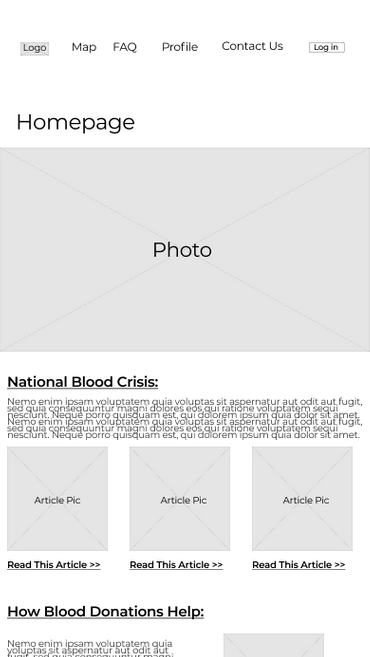 Logo Map FAQ Profile Contact Us Log in
Homepage
Photo
National Blood Crisis:
Nemo enim ipsam voluptatem quia voluptas sit aspernatur aut odit aut fugit,
sed quia consequuntur magni dolores eos qui ratione voluptatem sequi
nesciunt. Neque porro quisquam est, qui dolorem ipsum quia dolor sit amet.
Nemo enim ipsam voluptatem quia voluptas sit aspernatur aut odit aut fugit,
sed quia consequuntur magni dolores eos qui ratione voluptatem sequi
nesciunt. Neque porro quisquam est, qui dolorem ipsum quia dolor sit amet.
Article Pic Article Pic Article Pic
Read This Article >> Read This Article >> Read This Article >>
How Blood Donations Help:
Nemo enim ipsam voluptatem quia
voluptas sit aspernatur aut odit aut
fugit, sed quia consequuntur magni